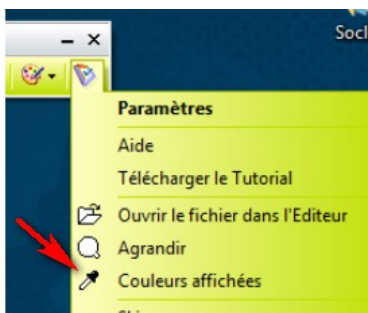 Socl
Paramètres
Aide
Télécharger le Tutorial
Ouvrir le fichier dans l'Editeur
Agrandir
Couleurs affichées